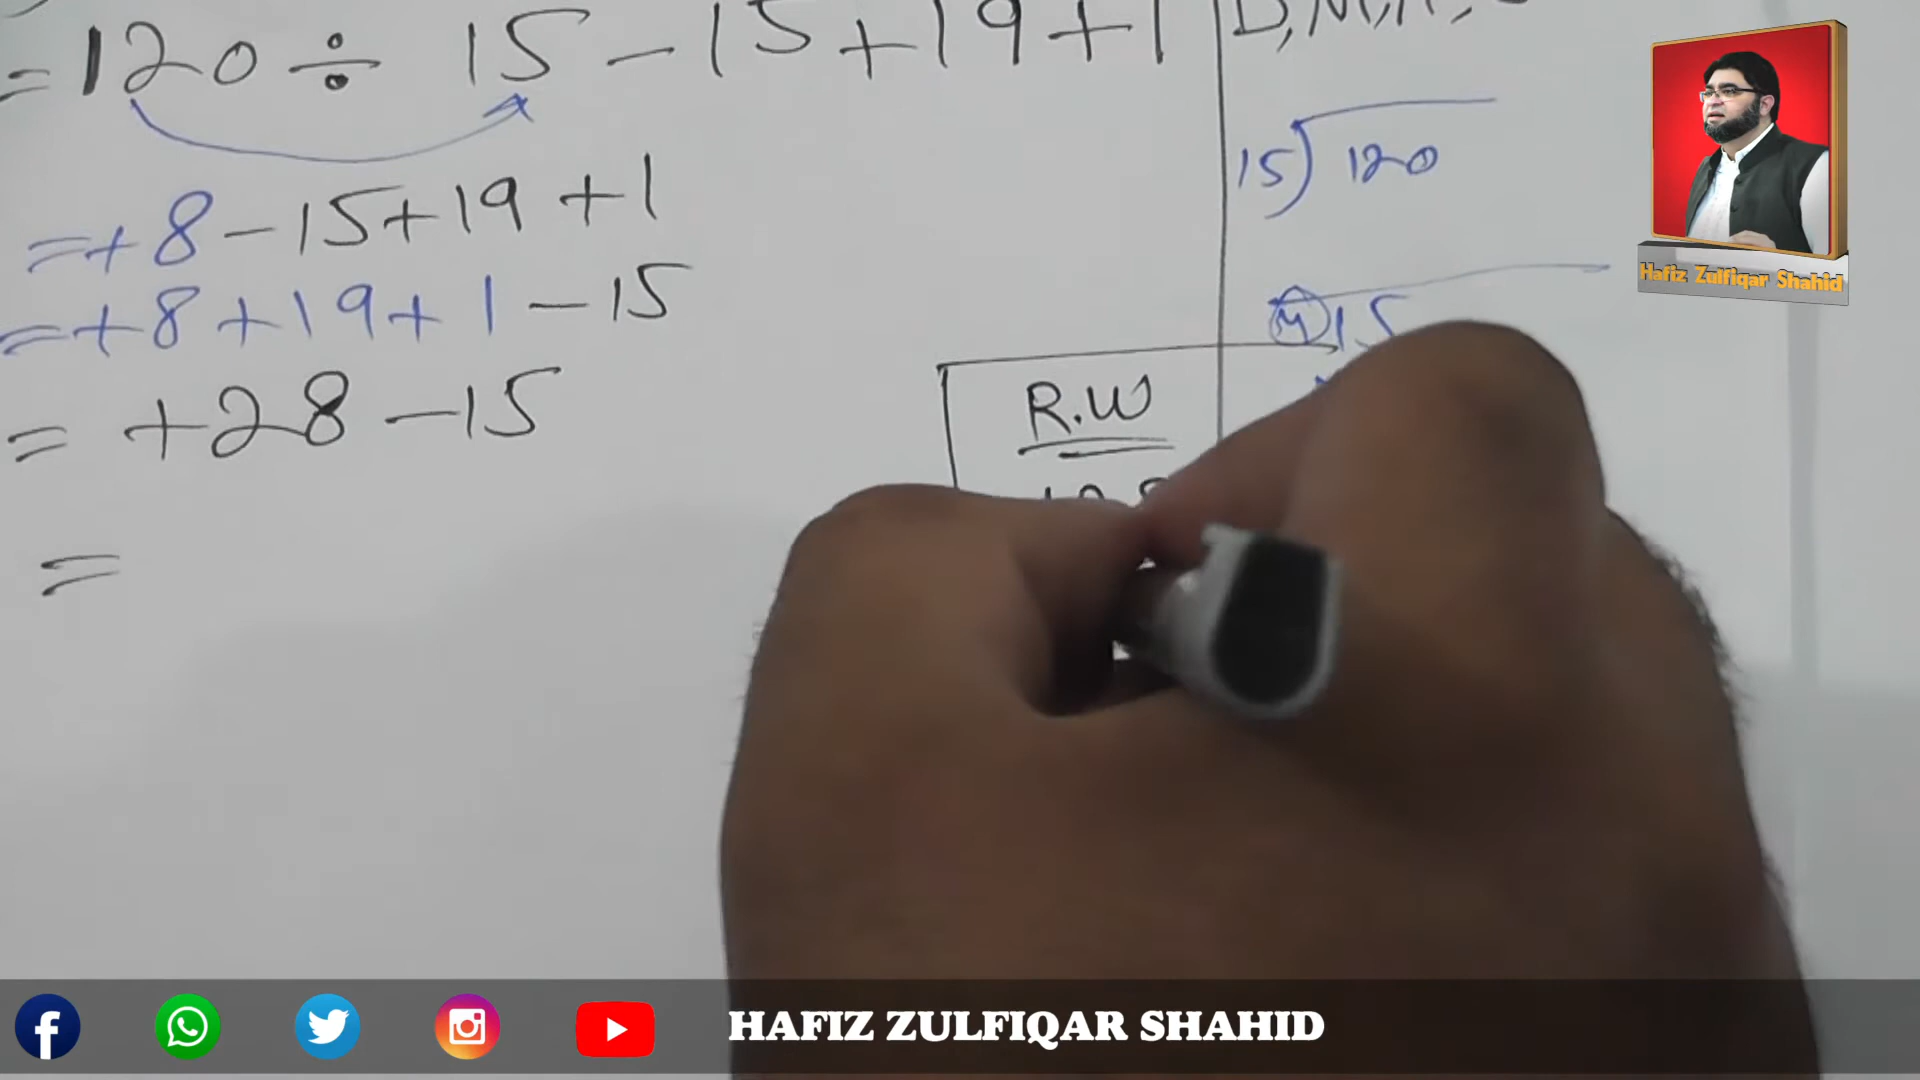 = 120 ÷ 15 - 15 + 19 + 1
= +8 - 15 + 19 + 1
= +8 + 19 + 1 - 15
= +28 - 15
=
D, M,
15) 120
15
R.W
Hafiz Zulfiqar Shahid
HAFIZ ZULFIQAR SHAHID